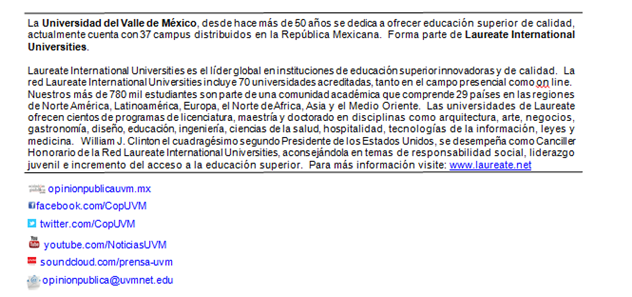 La Universidad del Valle de México, desde hace más de 50 años se dedica a ofrecer educación superior de calidad,
actualmente cuenta con 37 campus distribuidos en la República Mexicana. Forma parte de Laureate International
Universities.
Laureate International Universities es el líder global en instituciones de educación superior innovadoras y de calidad. La
red Laureate International Universities incluye 70 universidades acreditadas, tanto en el campo presencial como on line.
Nuestros más de 780 mil estudiantes son parte de una comunidad académica que comprende 29 países en las regiones
de Norte América, Latinoamérica, Europa, el Norte de Africa, Asia y el Medio Oriente. Las universidades de Laureate
ofrecen cientos de programas de licenciatura, maestría y doctorado en disciplinas como arquitectura, arte, negocios,
gastronomía, diseño, educación, ingeniería, ciencias de la salud, hospitalidad, tecnologías de la información, leyes y
medicina. William J. Clinton el cuadragésimo segundo Presidente de los Estados Unidos, se desempeña como Canciller
Honorario de la Red Laureate International Universities, aconsejándola en temas de responsabilidad social, liderazgo
juvenil e incremento del acceso a la educación superior. Para más información visite: www.laureate.net
opinionpublicauvm.mx
facebook.com/CopUVM
twitter.com/CopUVM
youtube.com/NoticiasUVM
soundcloud.com/prensa-uvm
opinionpublica@uvmnet.edu